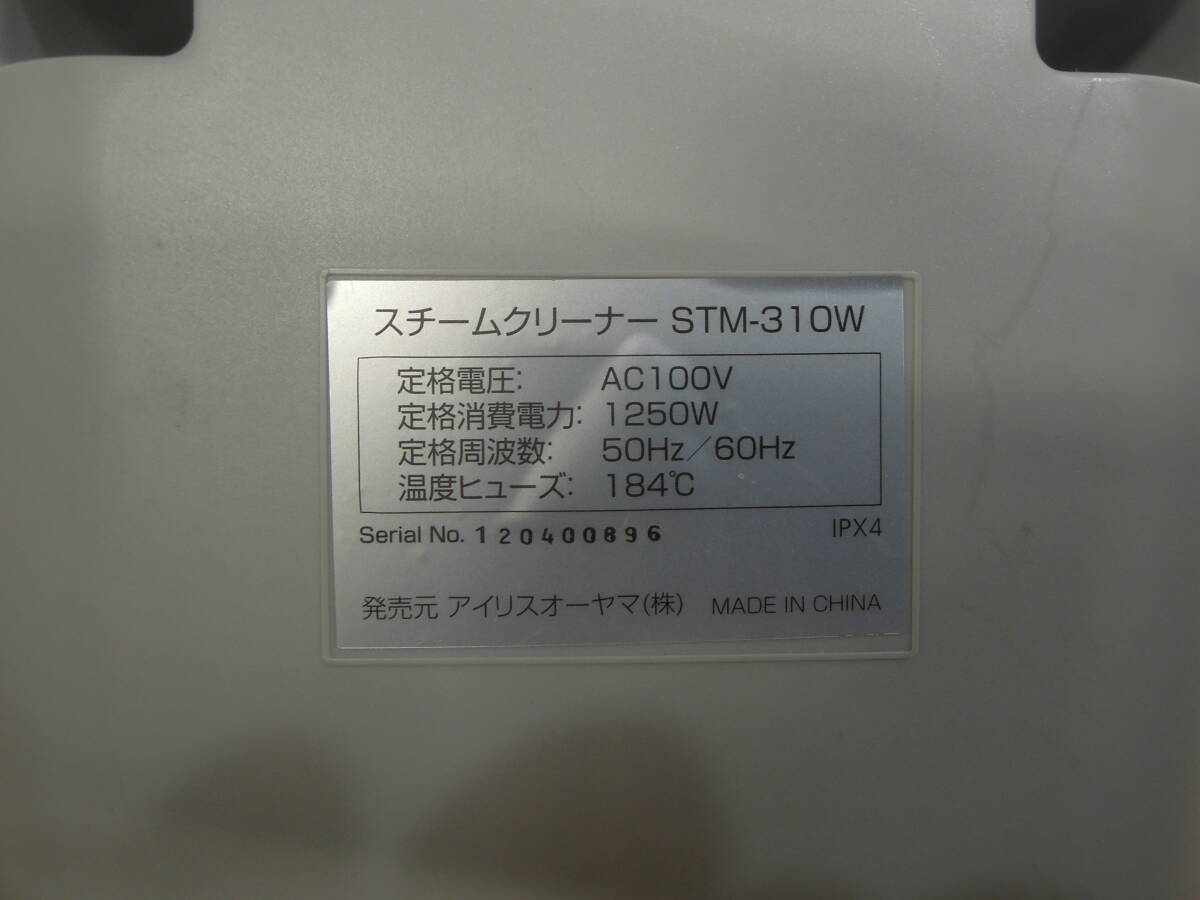 スチームクリーナー STM-310W
定格電圧: AC100V
定格消費電力: 1250W
定格周波数: 50Hz／60Hz
温度ヒューズ: 184℃
Serial No. 120400896 IPX4
発売元 アイリスオーヤマ(株) MADE IN CHINA